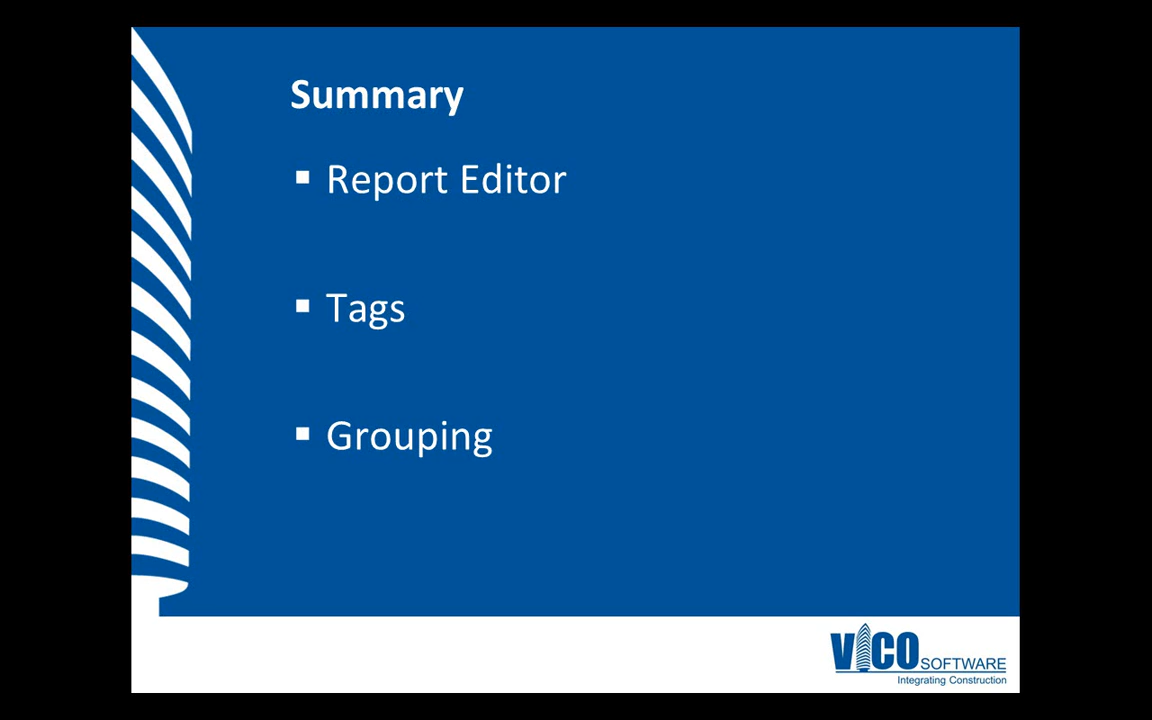 Summary
▪ Report Editor
▪ Tags
▪ Grouping
VICO SOFTWARE
Integrating Construction